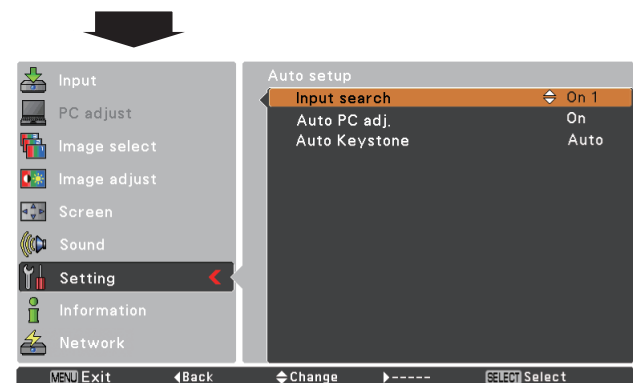 Input
PC adjust
Image select
Image adjust
Screen
Sound
Setting
Information
Network
Auto setup
Input search On 1
Auto PC adj. On
Auto Keystone Auto
MENU Exit Back Change ----- SELECT Select